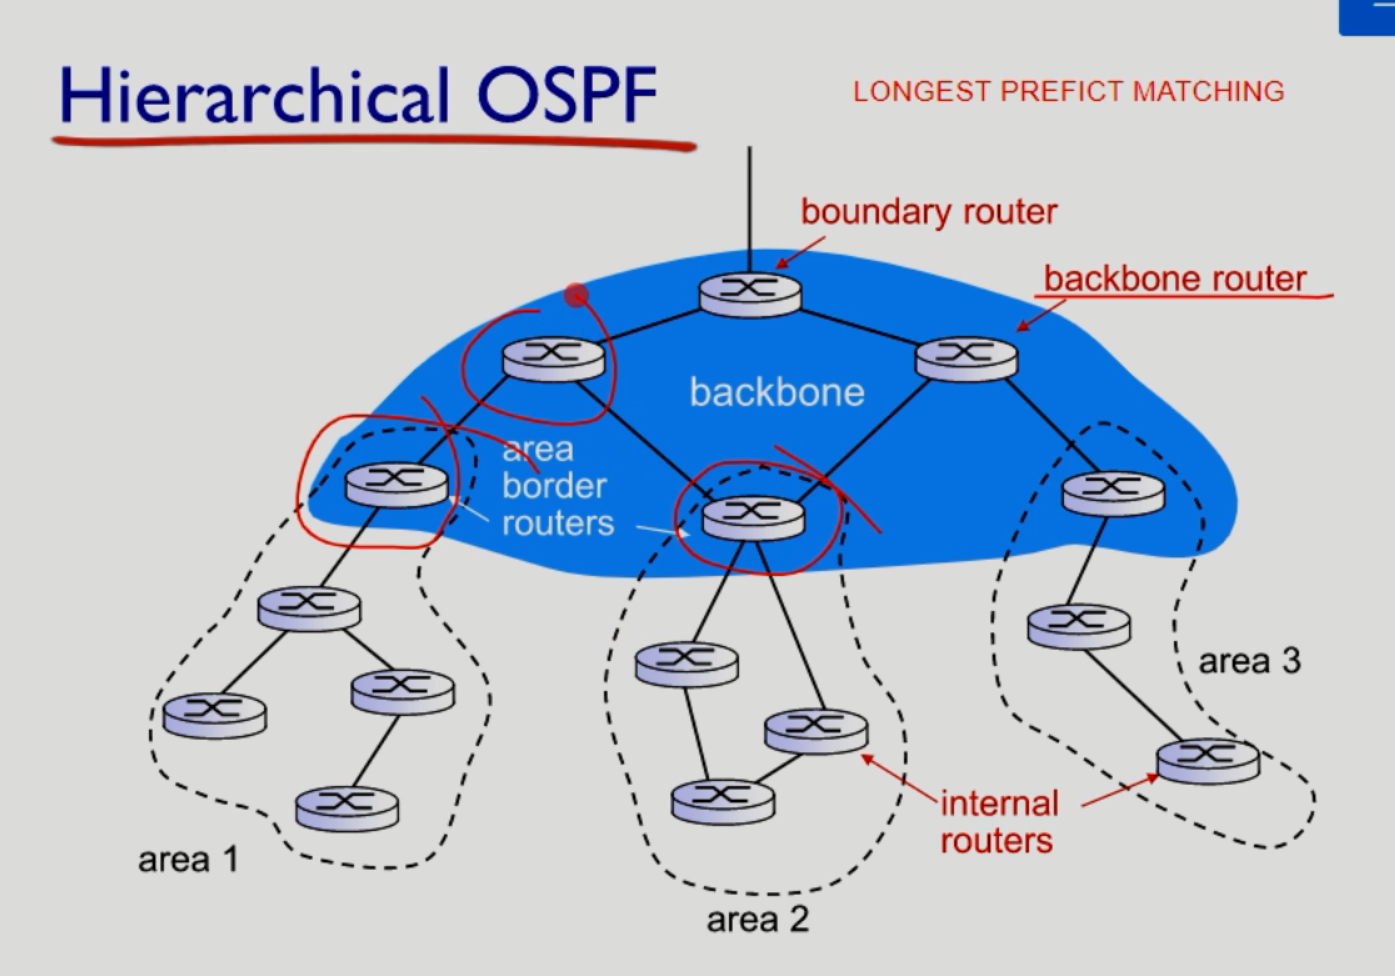 Hierarchical OSPF
LONGEST PREFICT MATCHING
boundary router
backbone router
backbone
area
border
routers
area 3
internal
routers
area 1
area 2